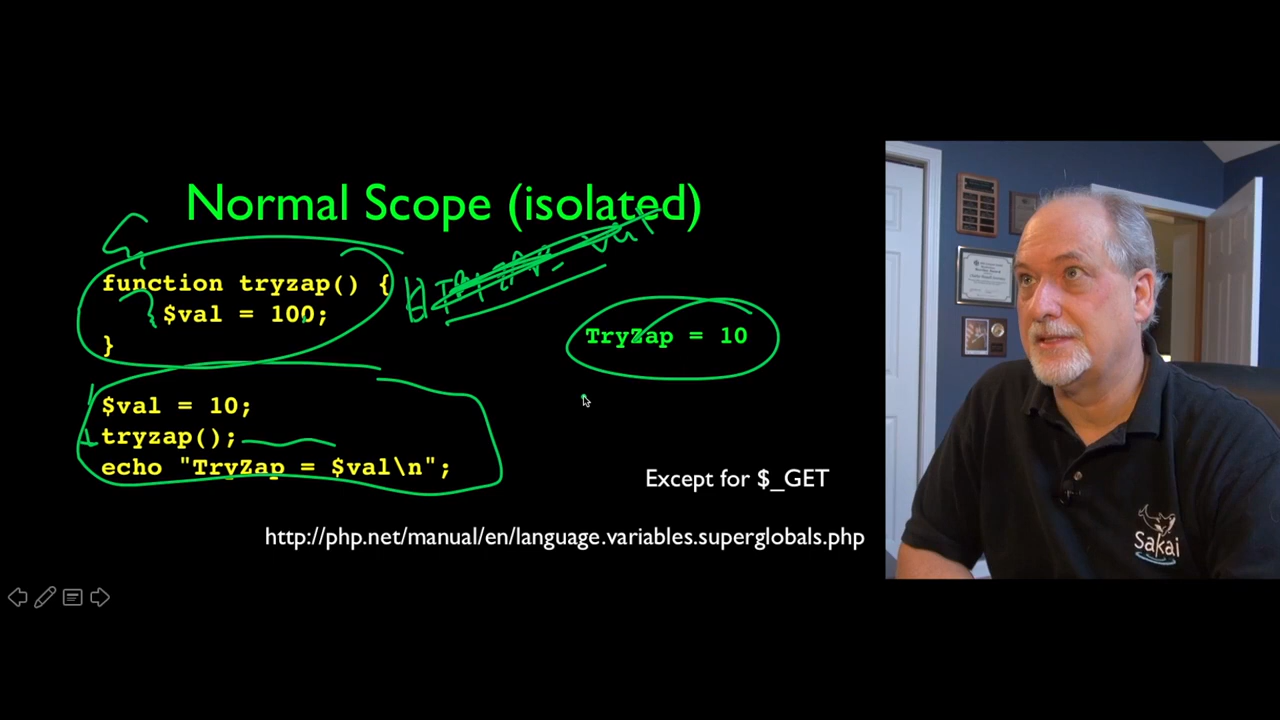 Normal Scope (isolated)
function tryzap() {
$val = 100;
}
$val = 10;
tryzap();
echo "TryZap = $val\n";
TryZap = 10
Except for $_GET
http://php.net/manual/en/language.variables.superglobals.php
Sakai